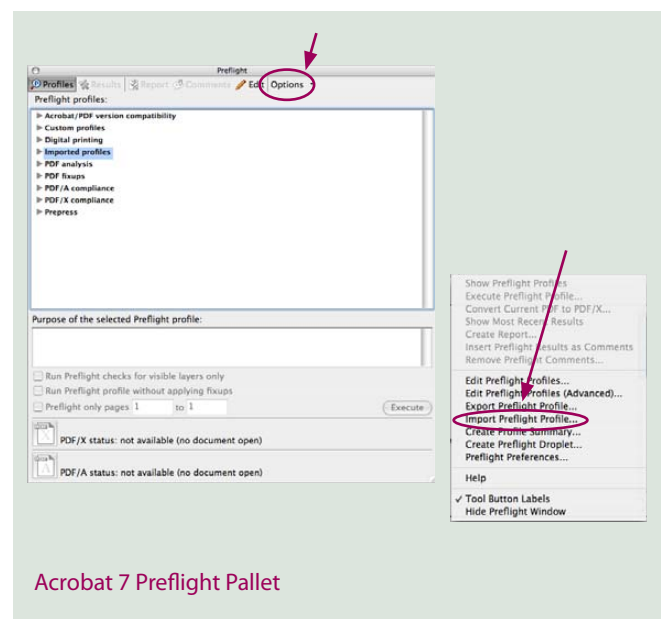 Preflight
Profiles Results Report Comments Edit Options
Preflight profiles:
Acrobat/PDF version compatibility
Custom profiles
Digital printing
Imported profiles
PDF analysis
PDF fixups
PDF/A compliance
PDF/X compliance
Prepress
Purpose of the selected Preflight profile:
Run Preflight checks for visible layers only
Run Preflight profile without applying fixups
Preflight only pages 1 to 1 Execute
PDF/X status: not available (no document open)
PDF/A status: not available (no document open)
Show Preflight Profiles
Execute Preflight Profile...
Convert Current PDF to PDF/X...
Show Most Recent Results
Create Report...
Insert Preflight Results as Comments
Remove Preflight Comments...
Edit Preflight Profiles...
Edit Preflight Profiles (Advanced)...
Export Preflight Profile...
Import Preflight Profile...
Create Profile Summary...
Create Preflight Droplet...
Preflight Preferences...
Help
✓ Tool Button Labels
Hide Preflight Window
Acrobat 7 Preflight Pallet